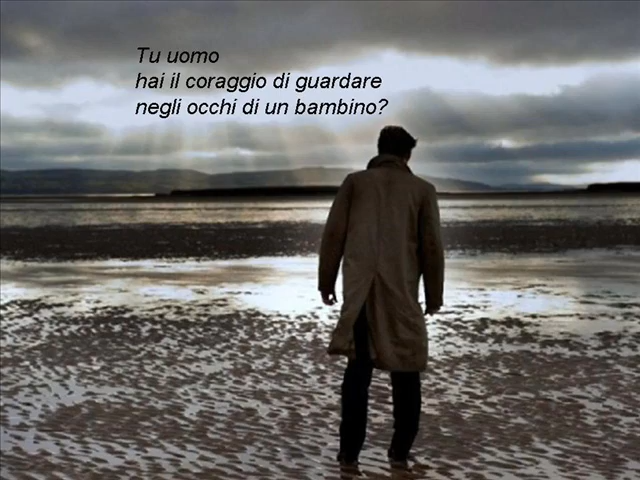 Tu uomo
hai il coraggio di guardare
negli occhi di un bambino?